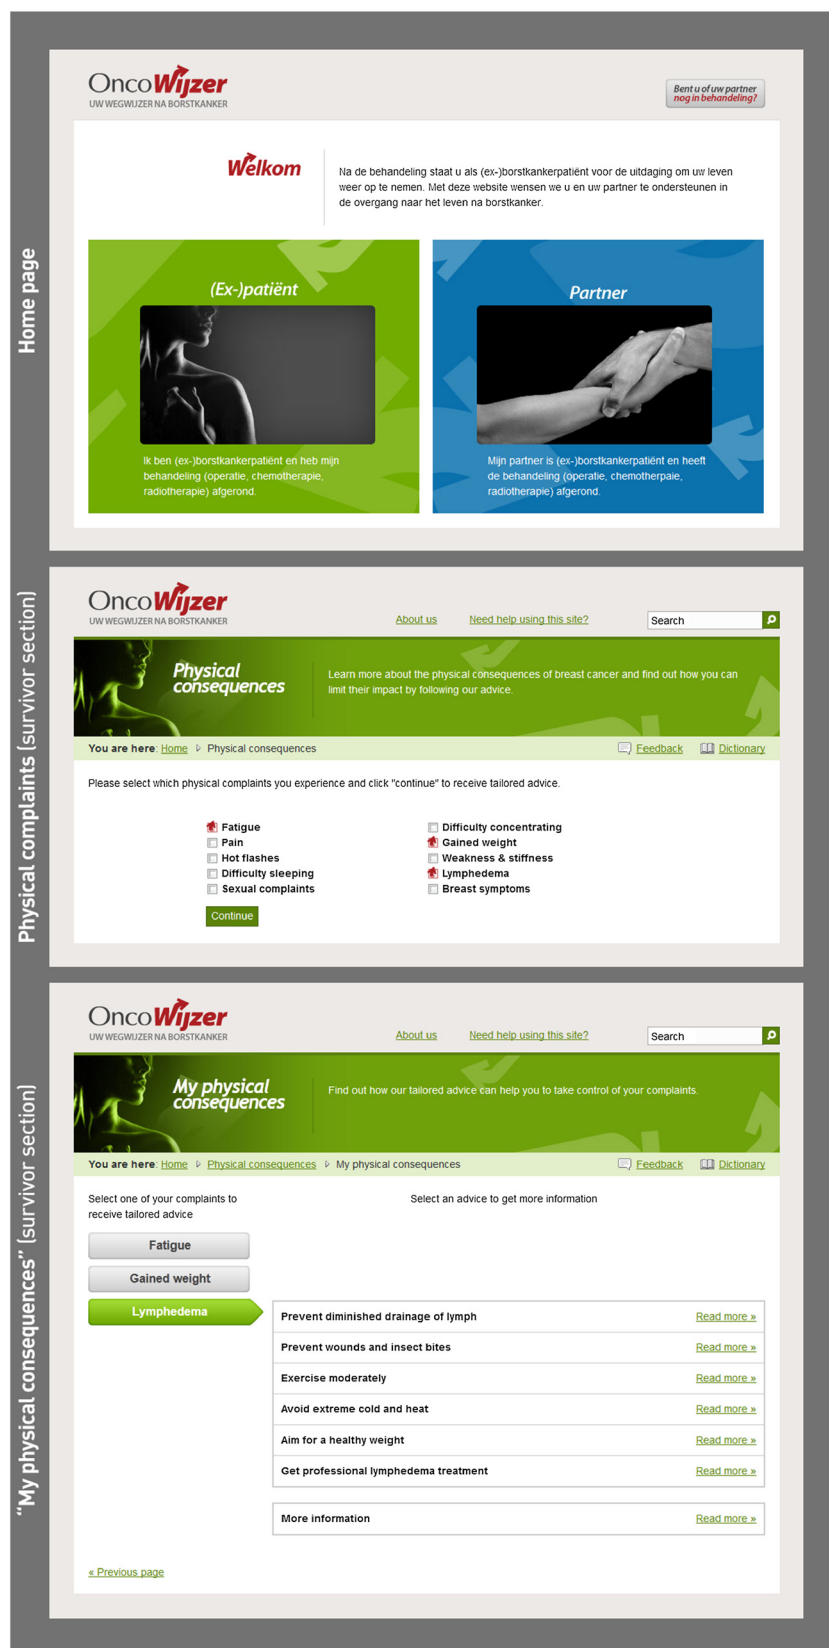 Home page
OncoWijzer
UW WEGWIJZER NA BORSTKANKER
Bent u of uw partner
nog in behandeling?
Welkom
Na de behandeling staat u als (ex-)borstkankerpatiënt voor de uitdaging om uw leven
weer op te nemen. Met deze website wensen we u en uw partner te ondersteunen in
de overgang naar het leven na borstkanker.
(Ex-)patiënt
Ik ben (ex-)borstkankerpatiënt en heb mijn
behandeling (operatie, chemotherapie,
radiotherapie) afgerond.
Partner
Mijn partner is (ex-)borstkankerpatiënt en heeft
de behandeling (operatie, chemotherpaie,
radiotherapie) afgerond.
Physical complaints (survivor section)
OncoWijzer
UW WEGWIJZER NA BORSTKANKER
About us
Need help using this site?
Search
Physical
consequences
Learn more about the physical consequences of breast cancer and find out how you can
limit their impact by following our advice.
You are here: Home Physical consequences
Feedback
Dictionary
Please select which physical complaints you experience and click "continue" to receive tailored advice.
Fatigue
Pain
Hot flashes
Difficulty sleeping
Sexual complaints
Difficulty concentrating
Gained weight
Weakness & stiffness
Lymphedema
Breast symptoms
Continue
"My physical consequences" (survivor section)
OncoWijzer
UW WEGWIJZER NA BORSTKANKER
About us
Need help using this site?
Search
My physical
consequences
Find out how our tailored advice can help you to take control of your complaints.
You are here: Home Physical consequences My physical consequences
Feedback
Dictionary
Select one of your complaints to
receive tailored advice
Select an advice to get more information
Fatigue
Gained weight
Lymphedema
Prevent diminished drainage of lymph Read more »
Prevent wounds and insect bites Read more »
Exercise moderately Read more »
Avoid extreme cold and heat Read more »
Aim for a healthy weight Read more »
Get professional lymphedema treatment Read more »
More information Read more »
« Previous page